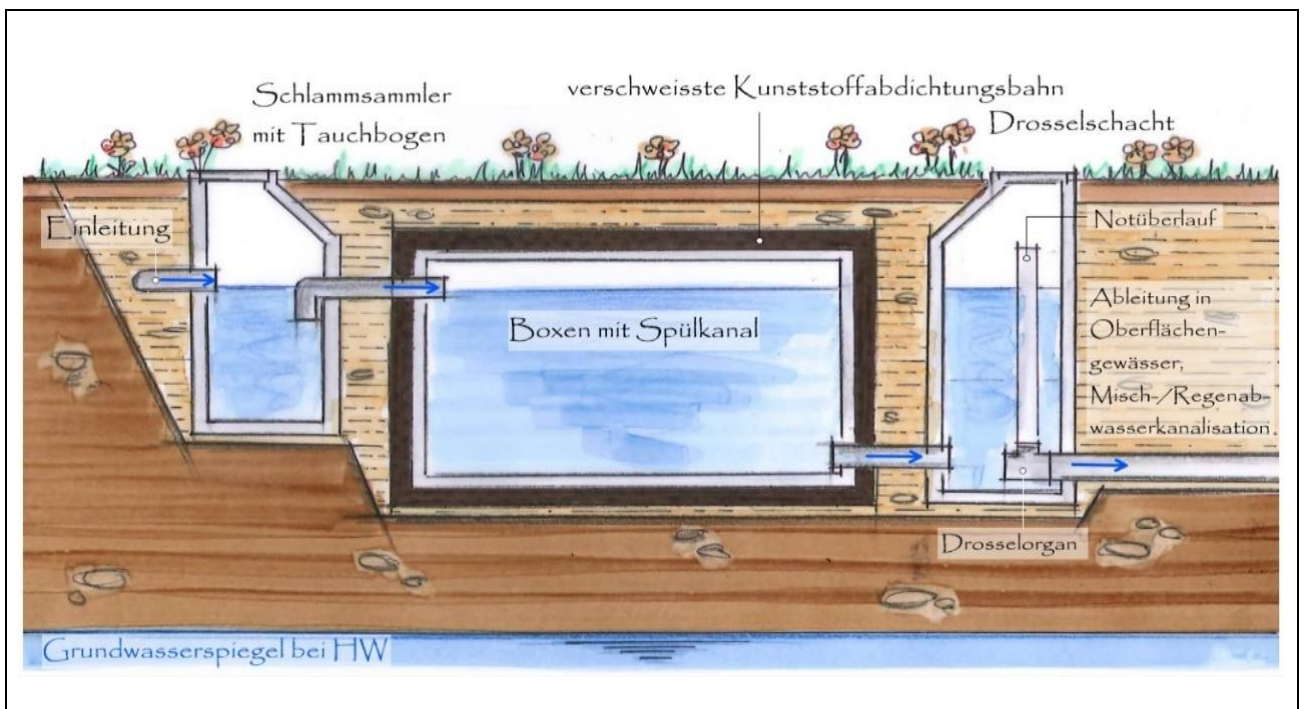 Schlammsammler
mit Tauchbogen
verschweisste Kunststoffabdichtungsbahn
Drosselschacht
Einleitung
Notüberlauf
Ableitung in
Oberflächen-
gewässer,
Misch-/Regenab-
wasserkanalisation
Boxen mit Spülkanal
Drosselorgan
Grundwasserspiegel bei HW